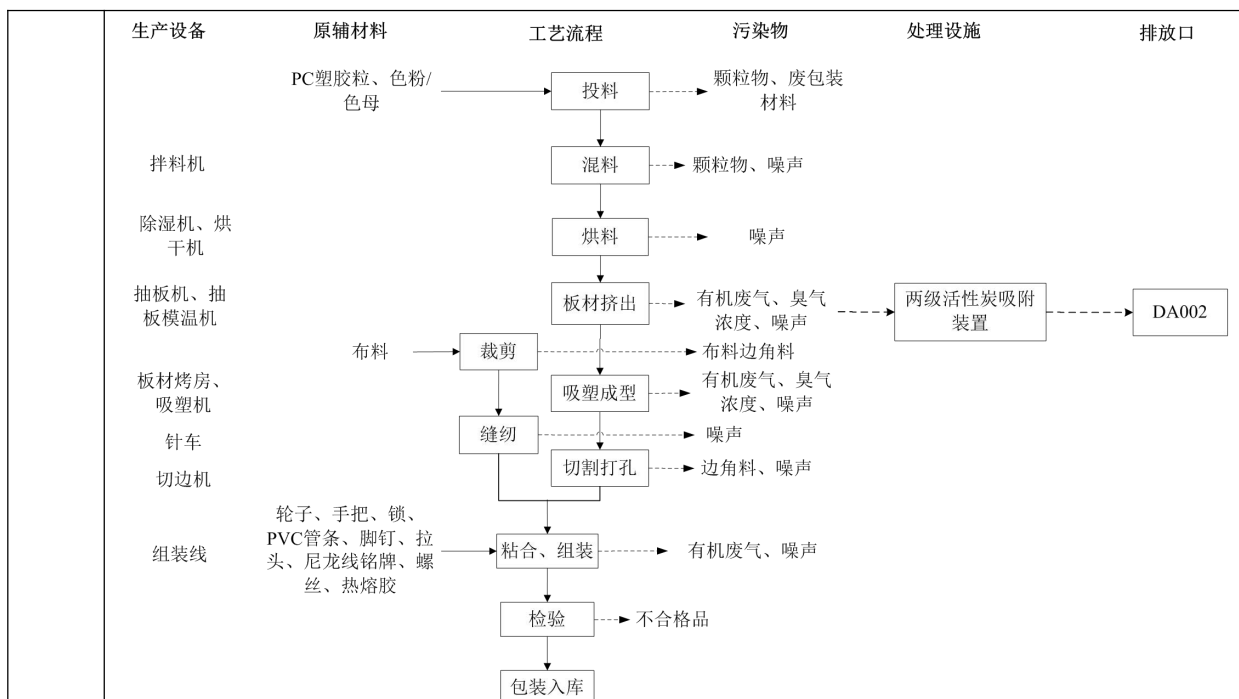 生产设备
原辅材料
工艺流程
污染物
处理设施
排放口
PC塑胶粒、色粉/
色母
投料
颗粒物、废包装
材料
拌料机
混料
颗粒物、噪声
除湿机、烘
干机
烘料
噪声
抽板机、抽
板模温机
板材挤出
有机废气、臭气
浓度、噪声
两级活性炭吸附
装置
DA002
布料
裁剪
布料边角料
板材烤房、
吸塑机
吸塑成型
有机废气、臭气
浓度、噪声
针车
缝纫
噪声
切边机
切割打孔
边角料、噪声
组装线
轮子、手把、锁、
PVC管条、脚钉、拉
头、尼龙线铭牌、螺
丝、热熔胶
粘合、组装
有机废气、噪声
检验
不合格品
包装入库